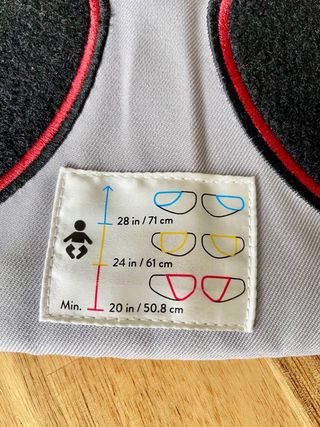 28 in / 71 cm
24 in / 61 cm
Min. 20 in / 50.8 cm